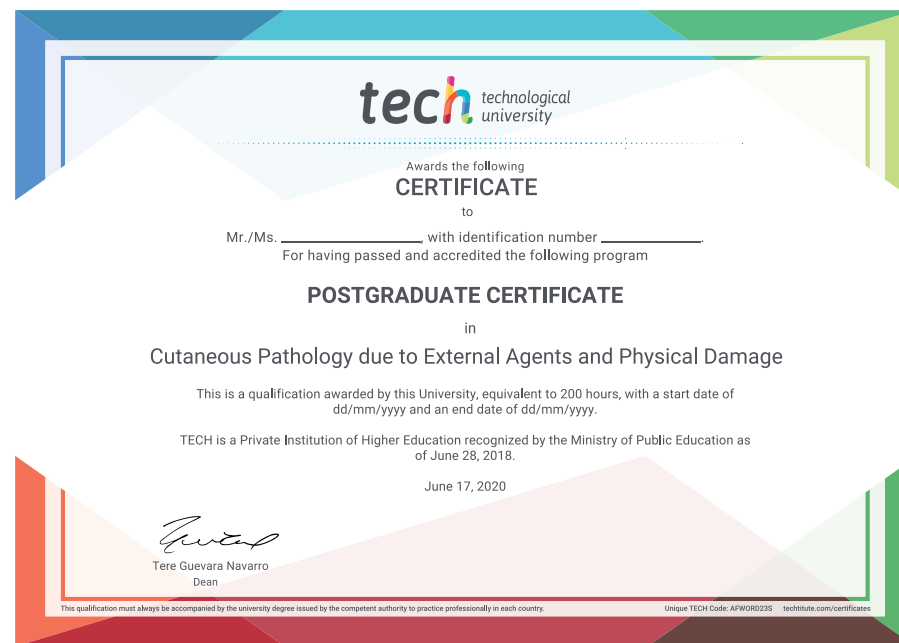 tech technological
university
Awards the following
CERTIFICATE
to
Mr./Ms. ____________, with identification number ____________.
For having passed and accredited the following program
POSTGRADUATE CERTIFICATE
in
Cutaneous Pathology due to External Agents and Physical Damage
This is a qualification awarded by this University, equivalent to 200 hours, with a start date of
dd/mm/yyyy and an end date of dd/mm/yyyy.
TECH is a Private Institution of Higher Education recognized by the Ministry of Public Education as
of June 28, 2018.
June 17, 2020
Tere Guevara Navarro
Dean
This qualification must always be accompanied by the university degree issued by the competent authority to practice professionally in each country.
Unique TECH Code: AFWORD23S techtitute.com/certificates